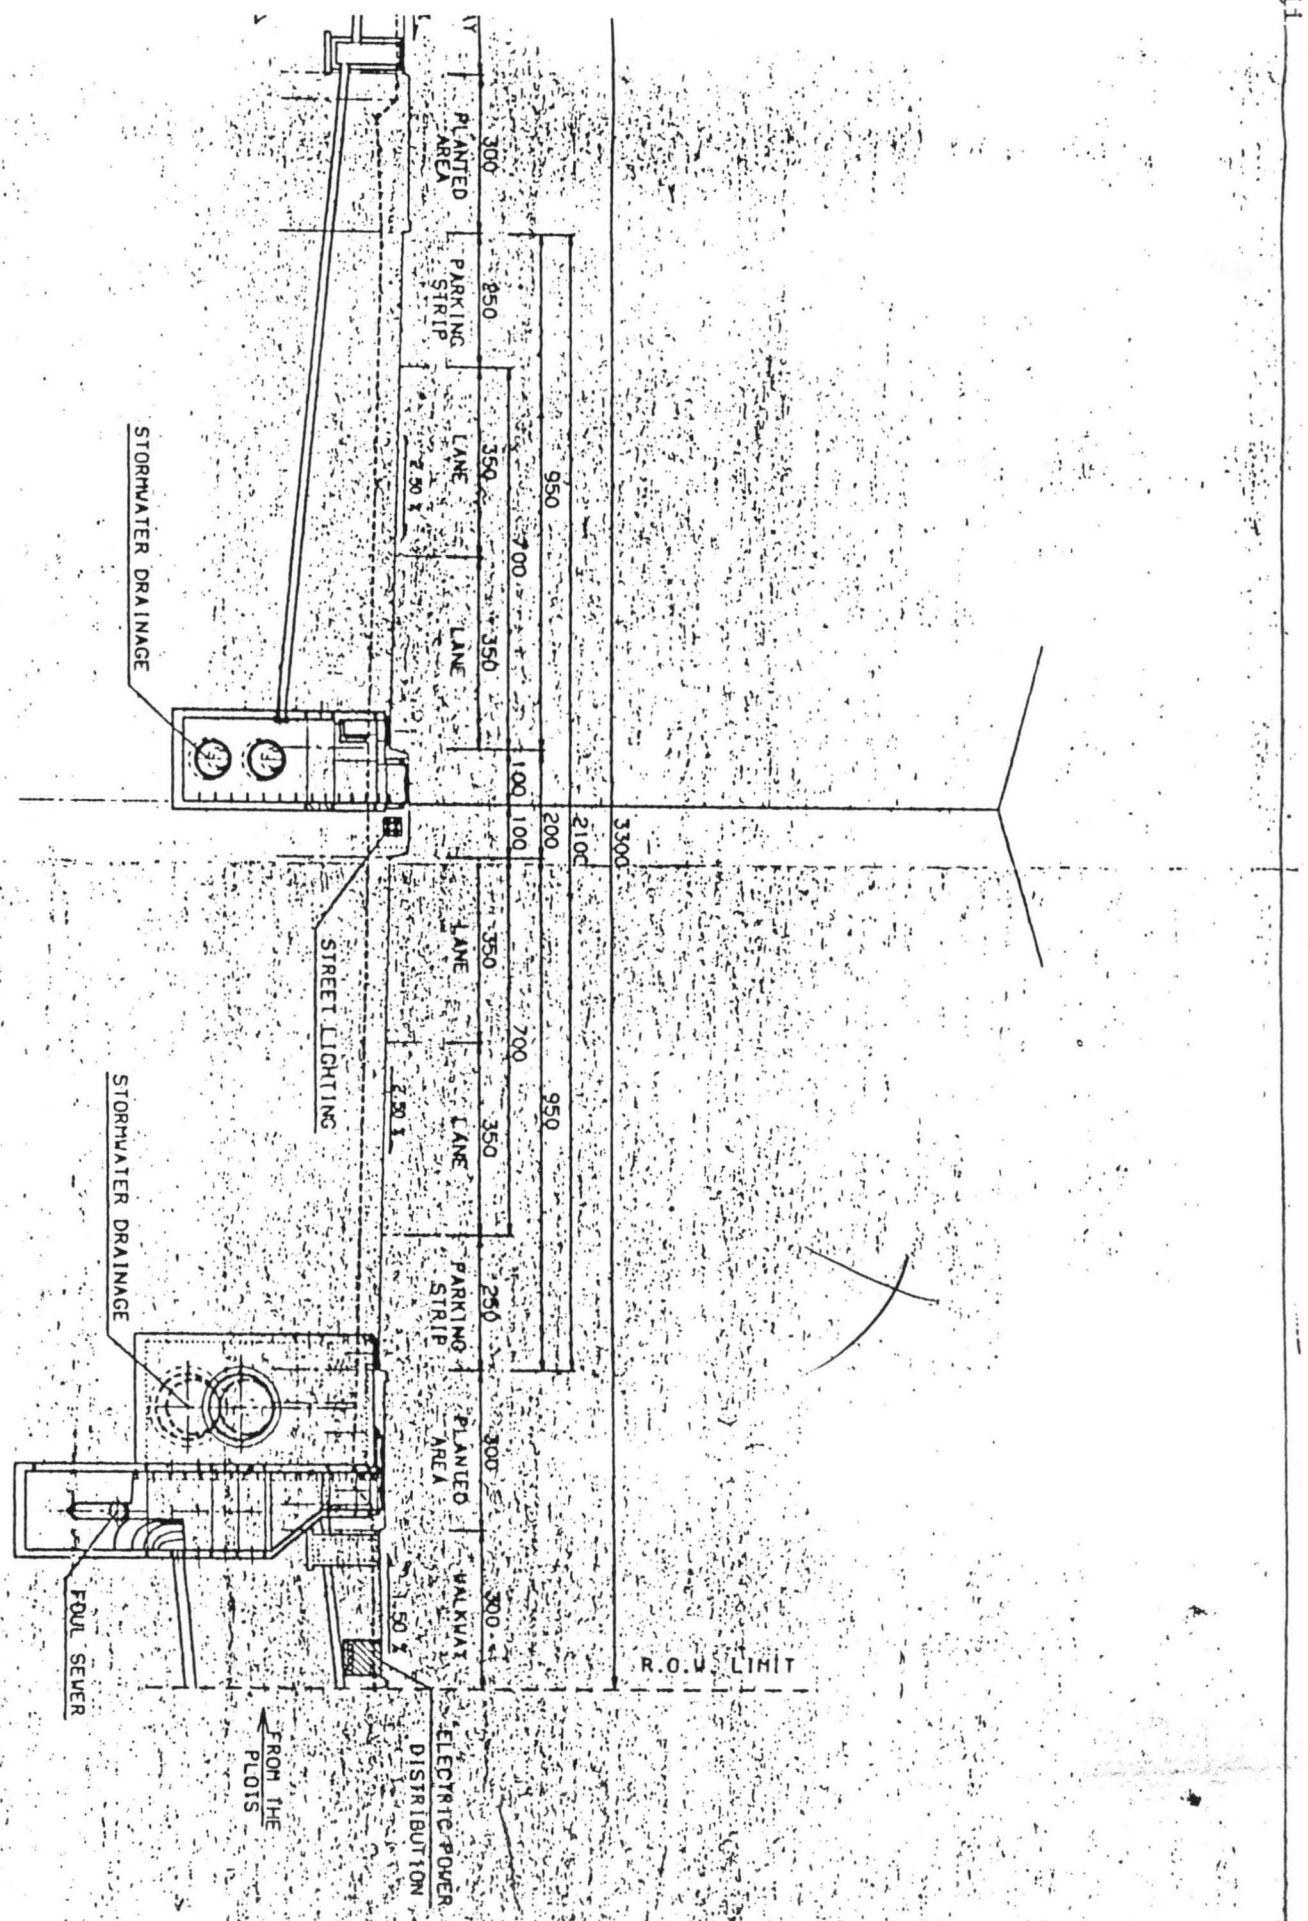 3300
2100
950
200
950
700
100
100
700
300
250
350
350
350
350
250
300
300
PLANTED
AREA
PARKING
STRIP
LANE
LANE
LANE
LANE
PARKING
STRIP
PLANTED
AREA
WALKWAY
2.50 %
2.50 %
1.50 %
R.O.W. LIMIT
STORMWATER DRAINAGE
STREET LIGHTING
STORMWATER DRAINAGE
FOUL SEWER
FROM THE
PLOTS
ELECTRIC POWER
DISTRIBUTION